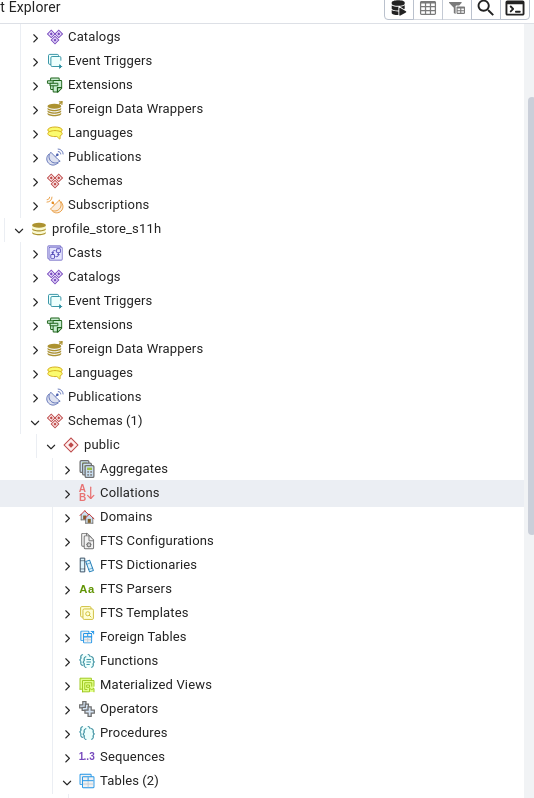 t Explorer
Catalogs
Event Triggers
Extensions
Foreign Data Wrappers
Languages
Publications
Schemas
Subscriptions
profile_store_s11h
Casts
Catalogs
Event Triggers
Extensions
Foreign Data Wrappers
Languages
Publications
Schemas (1)
public
Aggregates
Collations
Domains
FTS Configurations
FTS Dictionaries
Aa FTS Parsers
FTS Templates
Foreign Tables
Functions
Materialized Views
Operators
Procedures
1.3 Sequences
Tables (2)